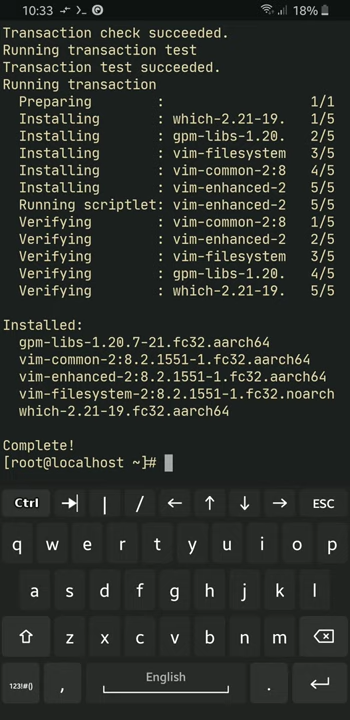 10:33 18%
Transaction check succeeded.
Running transaction test
Transaction test succeeded.
Running transaction
  Preparing        :                  1/1
  Installing       : which-2.21-19.   1/5
  Installing       : gpm-libs-1.20.   2/5
  Installing       : vim-filesystem   3/5
  Installing       : vim-common-2:8   4/5
  Installing       : vim-enhanced-2   5/5
  Running scriptlet: vim-enhanced-2   5/5
  Verifying        : vim-common-2:8   1/5
  Verifying        : vim-enhanced-2   2/5
  Verifying        : vim-filesystem   3/5
  Verifying        : gpm-libs-1.20.   4/5
  Verifying        : which-2.21-19.   5/5
Installed:
  gpm-libs-1.20.7-21.fc32.aarch64
  vim-common-2:8.2.1551-1.fc32.aarch64
  vim-enhanced-2:8.2.1551-1.fc32.aarch64
  vim-filesystem-2:8.2.1551-1.fc32.noarch
  which-2.21-19.fc32.aarch64
Complete!
[root@localhost ~]#
Ctrl →| | / ← ↑ ↓ → ESC
q w e r t y u i o p
a s d f g h j k l
z x c v b n m
123!#() , English .